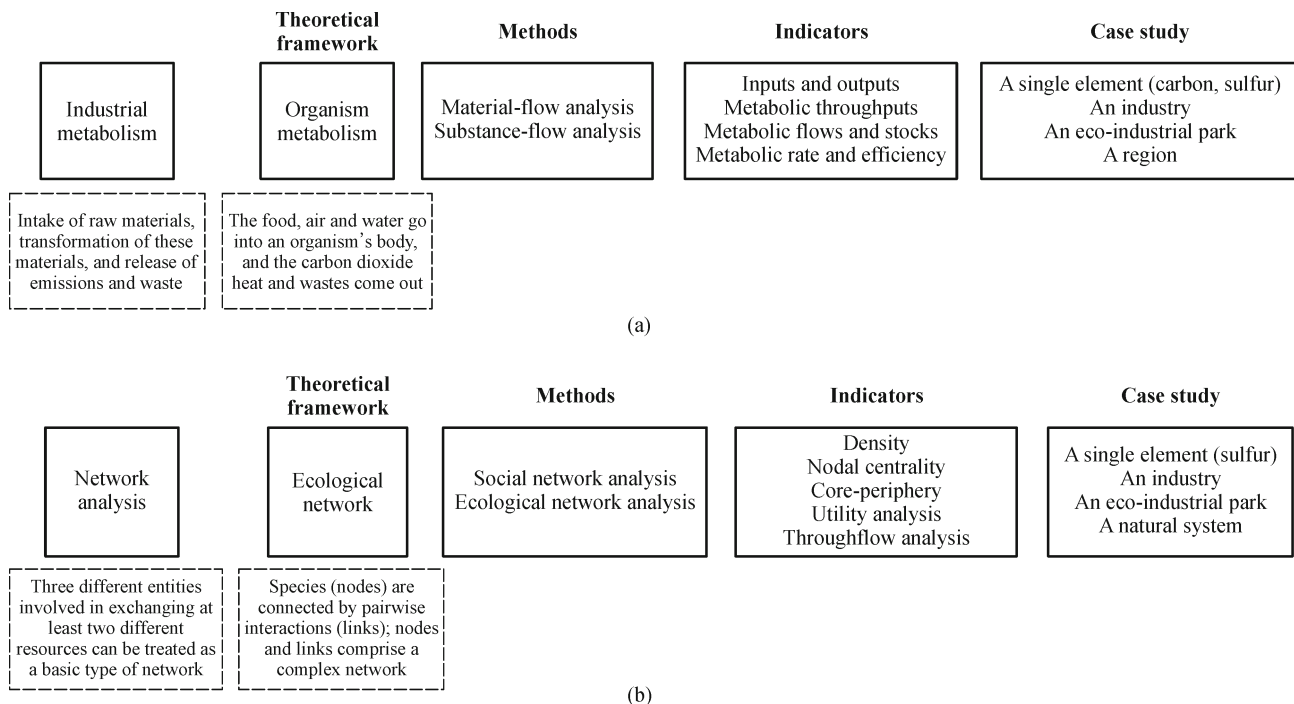 Theoretical
framework
Methods
Indicators
Case study
Industrial
metabolism
Organism
metabolism
Material-flow analysis
Substance-flow analysis
Inputs and outputs
Metabolic throughputs
Metabolic flows and stocks
Metabolic rate and efficiency
A single element (carbon, sulfur)
An industry
An eco-industrial park
A region
Intake of raw materials,
transformation of these
materials, and release of
emissions and waste
The food, air and water go
into an organism's body,
and the carbon dioxide
heat and wastes come out
(a)
Theoretical
framework
Methods
Indicators
Case study
Network
analysis
Ecological
network
Social network analysis
Ecological network analysis
Density
Nodal centrality
Core-periphery
Utility analysis
Throughflow analysis
A single element (sulfur)
An industry
An eco-industrial park
A natural system
Three different entities
involved in exchanging at
least two different
resources can be treated as
a basic type of network
Species (nodes) are
connected by pairwise
interactions (links); nodes
and links comprise a
complex network
(b)